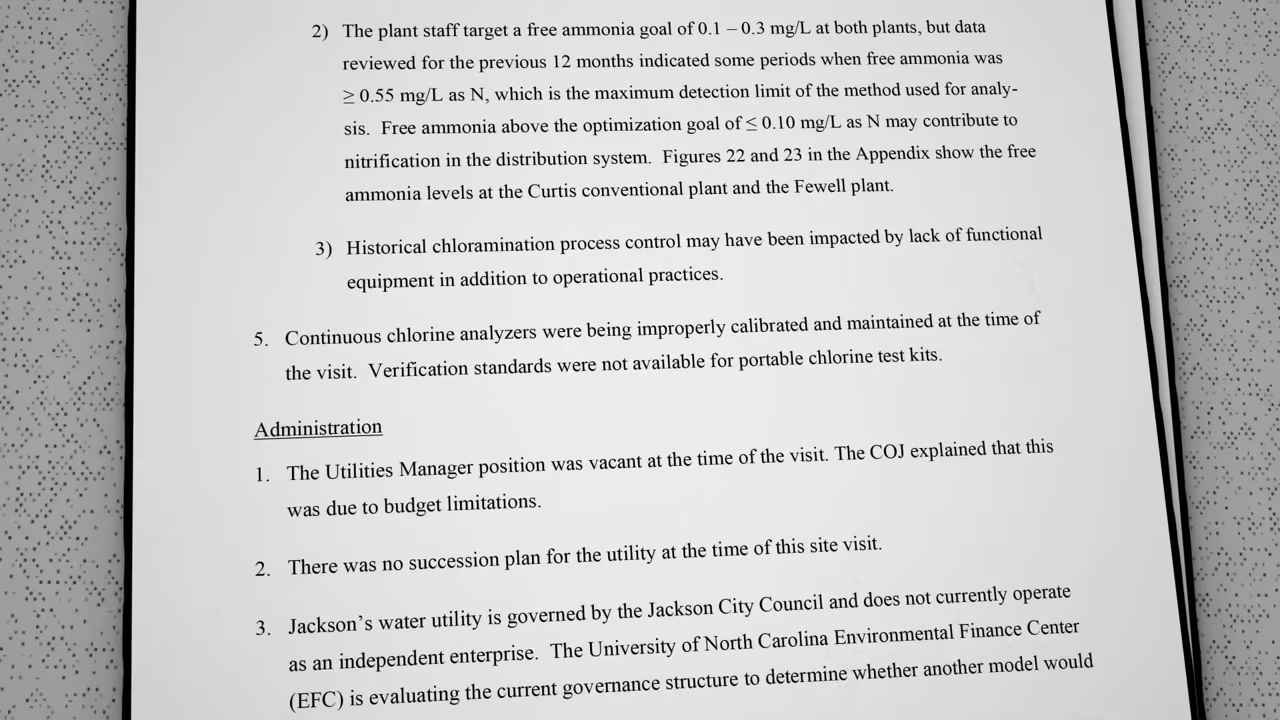 2) The plant staff target a free ammonia goal of 0.1 – 0.3 mg/L at both plants, but data
reviewed for the previous 12 months indicated some periods when free ammonia was
≥ 0.55 mg/L as N, which is the maximum detection limit of the method used for analy-
sis. Free ammonia above the optimization goal of ≤ 0.10 mg/L as N may contribute to
nitrification in the distribution system. Figures 22 and 23 in the Appendix show the free
ammonia levels at the Curtis conventional plant and the Fewell plant.
3) Historical chloramination process control may have been impacted by lack of functional
equipment in addition to operational practices.
5. Continuous chlorine analyzers were being improperly calibrated and maintained at the time of
the visit. Verification standards were not available for portable chlorine test kits.
Administration
1. The Utilities Manager position was vacant at the time of the visit. The COJ explained that this
was due to budget limitations.
2. There was no succession plan for the utility at the time of this site visit.
3. Jackson’s water utility is governed by the Jackson City Council and does not currently operate
as an independent enterprise. The University of North Carolina Environmental Finance Center
(EFC) is evaluating the current governance structure to determine whether another model would